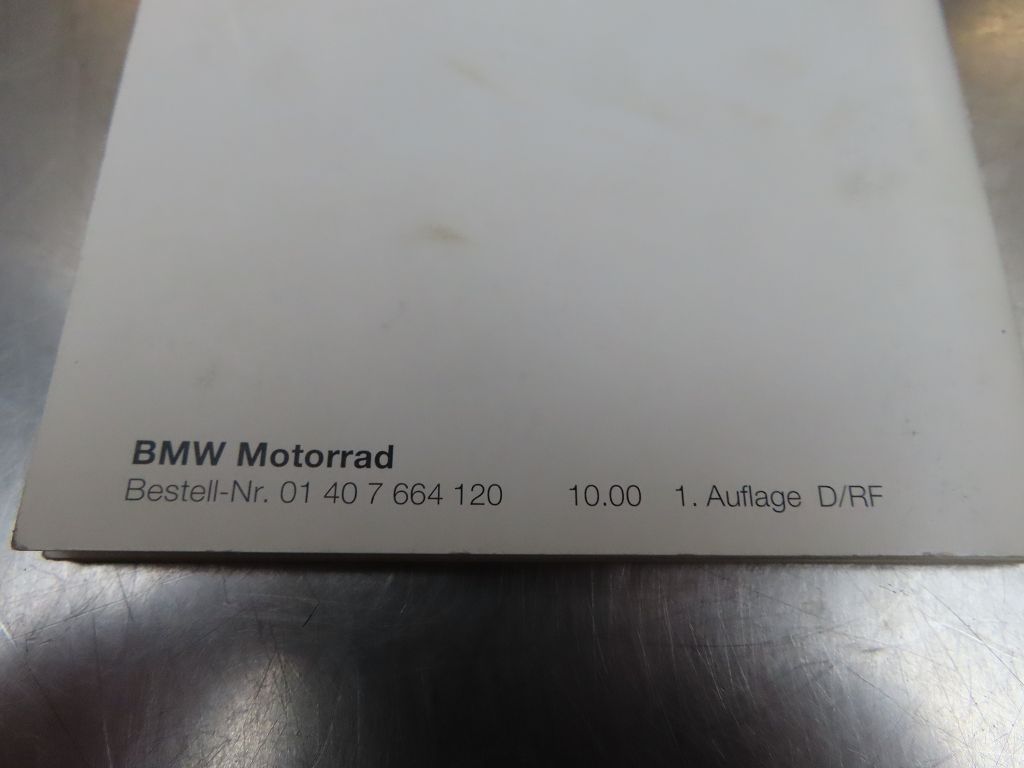 BMW Motorrad
Bestell-Nr. 01 40 7 664 120 10.00 1. Auflage D/RF